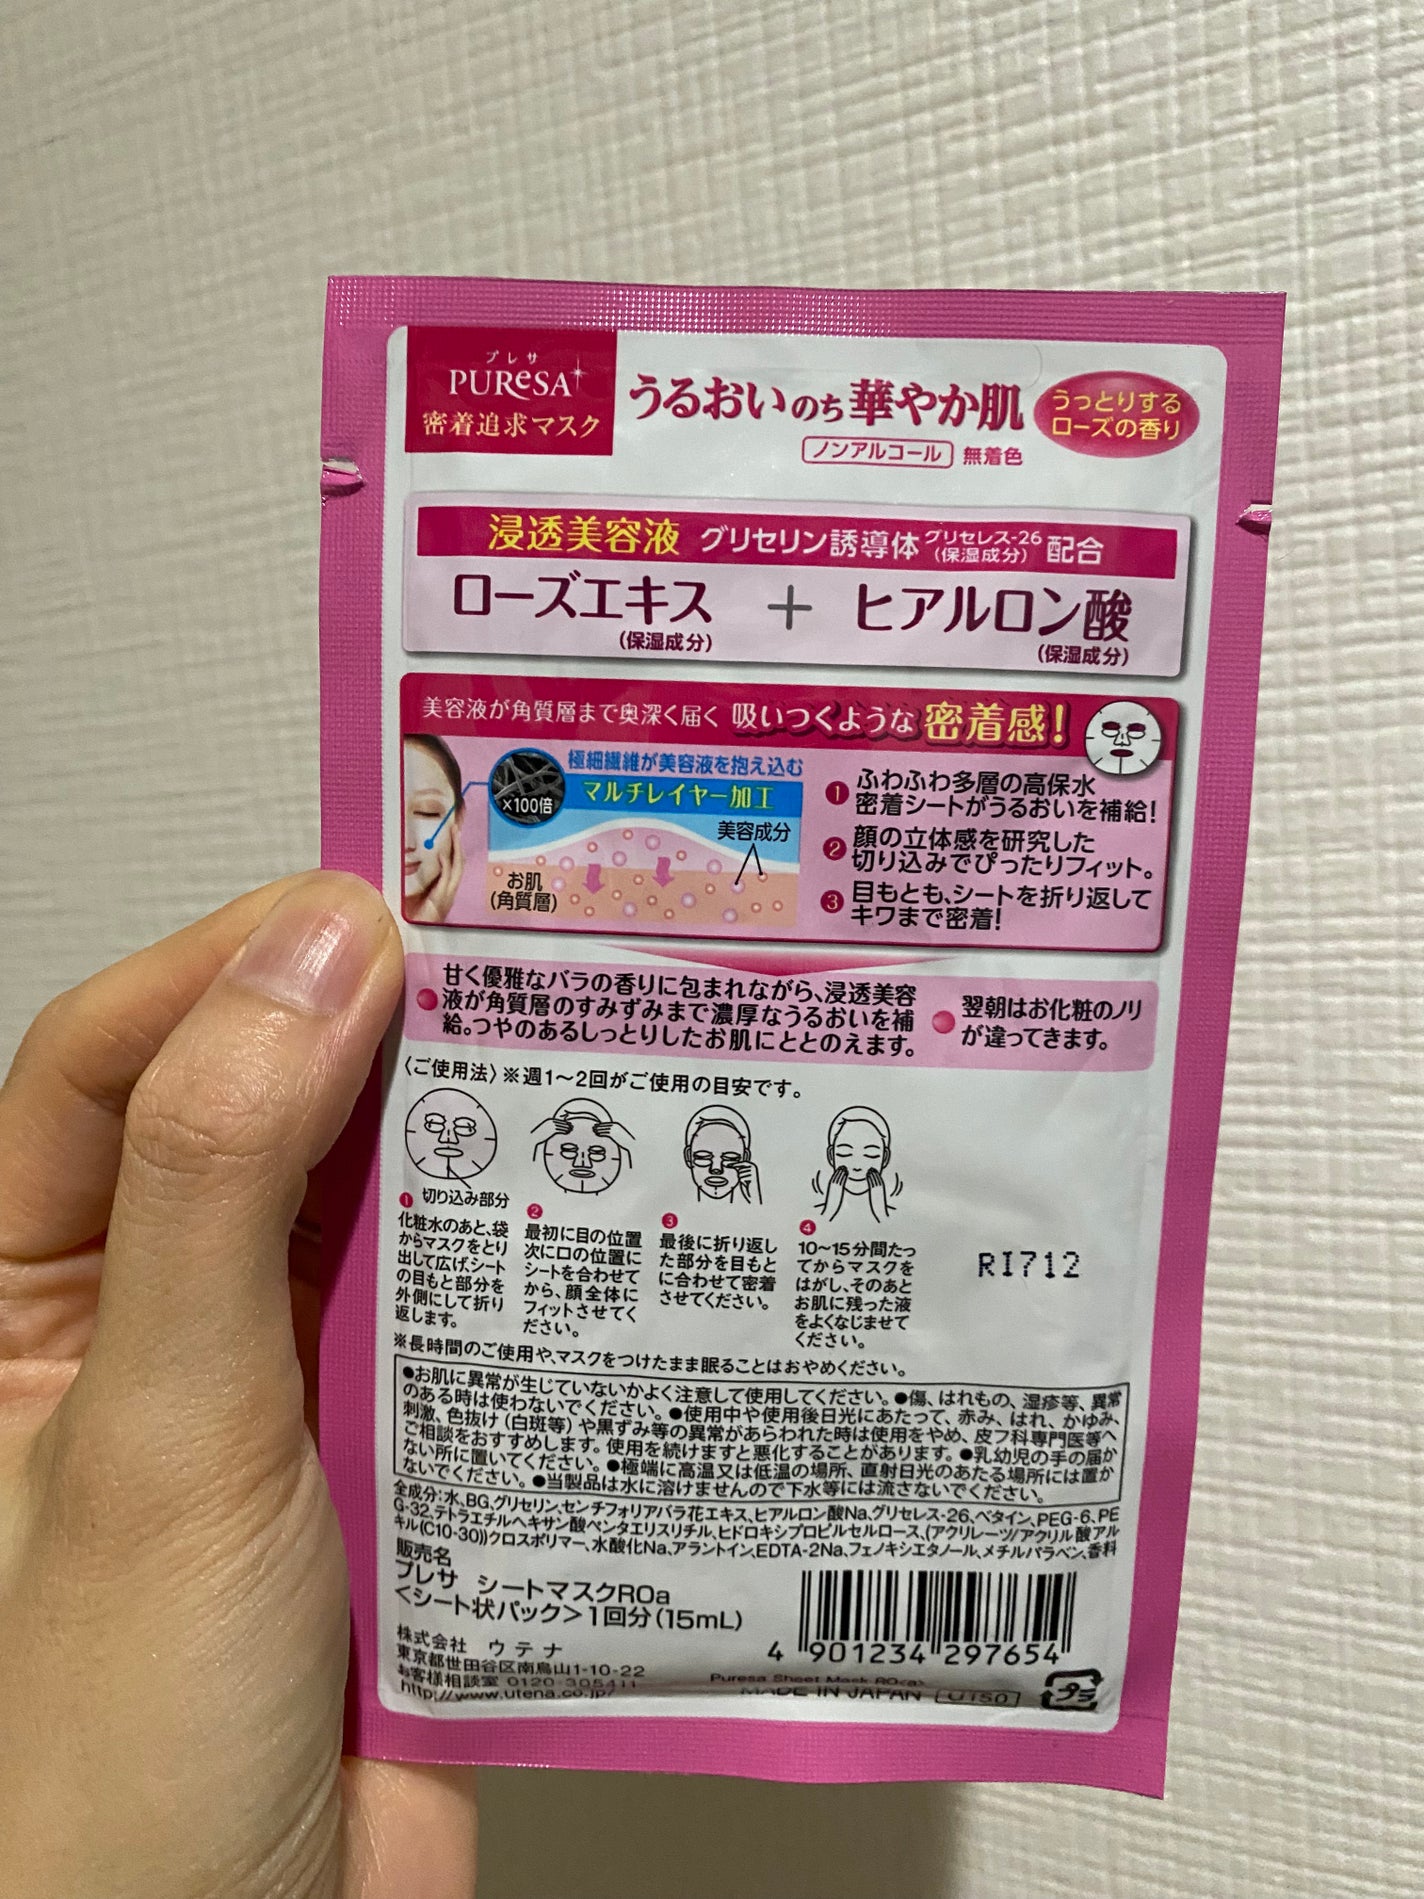 プレサ
PUReSA
密着追求マスク
うるおいのち華やか肌
ノンアルコール 無着色
うっとりする
ローズの香り
浸透美容液 グリセリン誘導体 グリセレス-26 (保湿成分) 配合
ローズエキス + ヒアルロン酸
(保湿成分) (保湿成分)
美容液が角質層まで奥深く届く 吸いつくような密着感!
極細繊維が美容液を抱え込む
マルチレイヤー加工
×100倍
美容成分
お肌
(角質層)
1 ふわふわ多層の高保水
密着シートがうるおいを補給!
2 顔の立体感を研究した
切り込みでぴったりフィット。
3 目もとも、シートを折り返して
キワまで密着!
甘く優雅なバラの香りに包まれながら、浸透美容
液が角質層のすみずみまで濃厚なうるおいを補
給。つやのあるしっとりしたお肌にととのえます。
翌朝はお化粧のノリ
が違ってきます。
〈ご使用法〉※週1〜2回がご使用の目安です。
切り込み部分
1
化粧水のあと、袋
からマスクをとり
出して広げ、シート
の目もと部分を
外側にして折り
返します。
2
最初に目の位置
次に口の位置に
シートを合わせて
から、顔全体に
フィットさせてく
ださい。
3
最後に折り返し
た部分を目もと
に合わせて密着
させてください。
4
10〜15分間たっ
てからマスクを
はがし、そのあと
お肌に残った液
をよくなじませて
ください。
RI712
※長時間のご使用や、マスクをつけたまま眠ることはおやめください。
●お肌に異常が生じていないかよく注意して使用してください。●傷、はれもの、湿疹等、異常
のある時は使わないでください。●使用中や使用後日光にあたって、赤み、はれ、かゆみ、
刺激、色抜け(白斑等)や黒ずみ等の異常があらわれた時は使用をやめ、皮フ科専門医等へ
ご相談をおすすめします。使用を続けますと悪化することがあります。●乳幼児の手の届か
ない所に置いてください。●極端に高温又は低温の場所、直射日光のあたる場所には置か
ないでください。●当製品は水に溶けませんので下水等には流さないでください。
全成分:水、BG、グリセリン、センチフォリアバラ花エキス、ヒアルロン酸Na、グリセレス-26、ベタイン、PEG-6、PE
G-32、テトラエチルヘキサン酸ペンタエリスリチル、ヒドロキシプロピルセルロース、(アクリレーツ/アクリル酸アル
キル(C10-30))クロスポリマー、水酸化Na、アラントイン、EDTA-2Na、フェノキシエタノール、メチルパラベン、香料
販売名
プレサ シートマスクROa
<シート状パック>1回分(15mL)
株式会社 ウテナ
東京都世田谷区南烏山1-10-22
お客様相談室 0120-305411
http://www.utena.co.jp/
4 901234 297654
Puresa Sheet Mask RO<a>
MADE IN JAPAN UT50
プラ